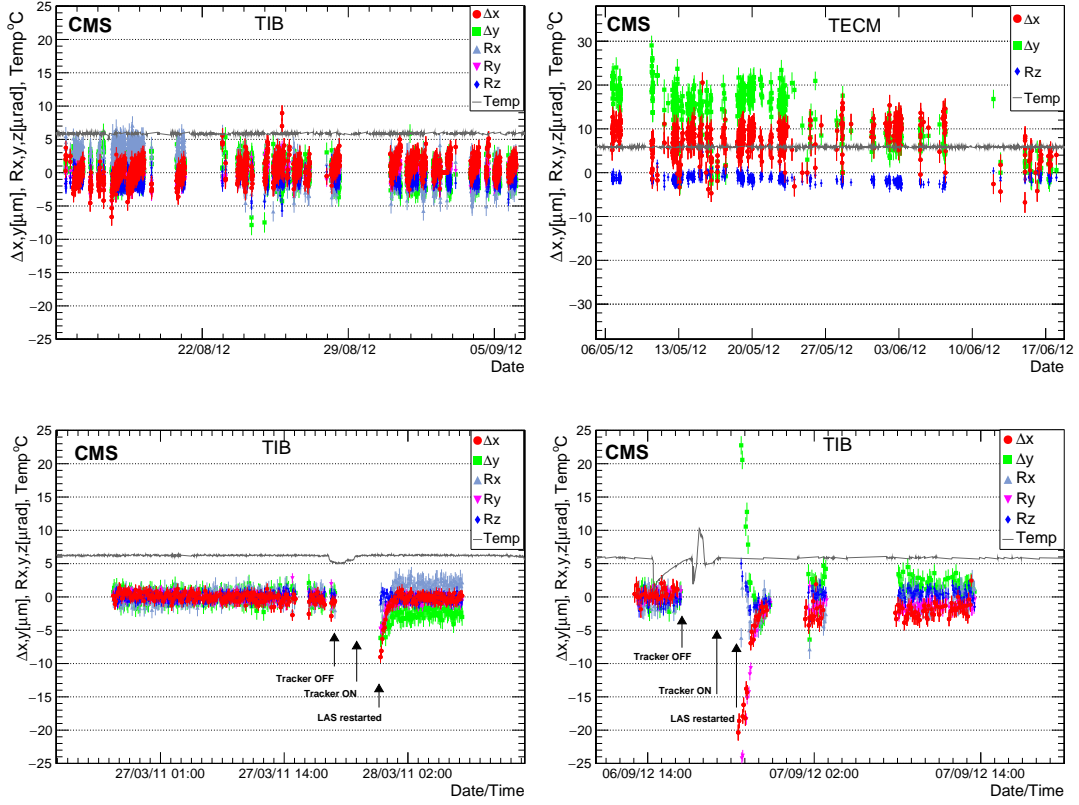 CMS
TIB
Δx
Δy
Rx
Ry
Rz
Temp
Δx,y[µm], Rx,y,z[µrad], Temp°C
25
20
15
10
5
0
−5
−10
−15
−20
−25
22/08/12
29/08/12
05/09/12
Date
CMS
TECM
Δx
Δy
Rz
Temp
Δx,y[µm], Rx,y,z[µrad], Temp°C
30
20
10
0
−10
−20
−30
06/05/12
13/05/12
20/05/12
27/05/12
03/06/12
10/06/12
17/06/12
Date
CMS
TIB
Δx
Δy
Rx
Ry
Rz
Temp
Δx,y[µm], Rx,y,z[µrad], Temp°C
25
20
15
10
5
0
−5
−10
−15
−20
−25
Tracker OFF
Tracker ON
LAS restarted
27/03/11 01:00
27/03/11 14:00
28/03/11 02:00
Date/Time
CMS
TIB
Δx
Δy
Rx
Ry
Rz
Temp
Δx,y[µm], Rx,y,z[µrad], Temp°C
25
20
15
10
5
0
−5
−10
−15
−20
−25
Tracker OFF
Tracker ON
LAS restarted
06/09/12 14:00
07/09/12 02:00
07/09/12 14:00
Date/Time